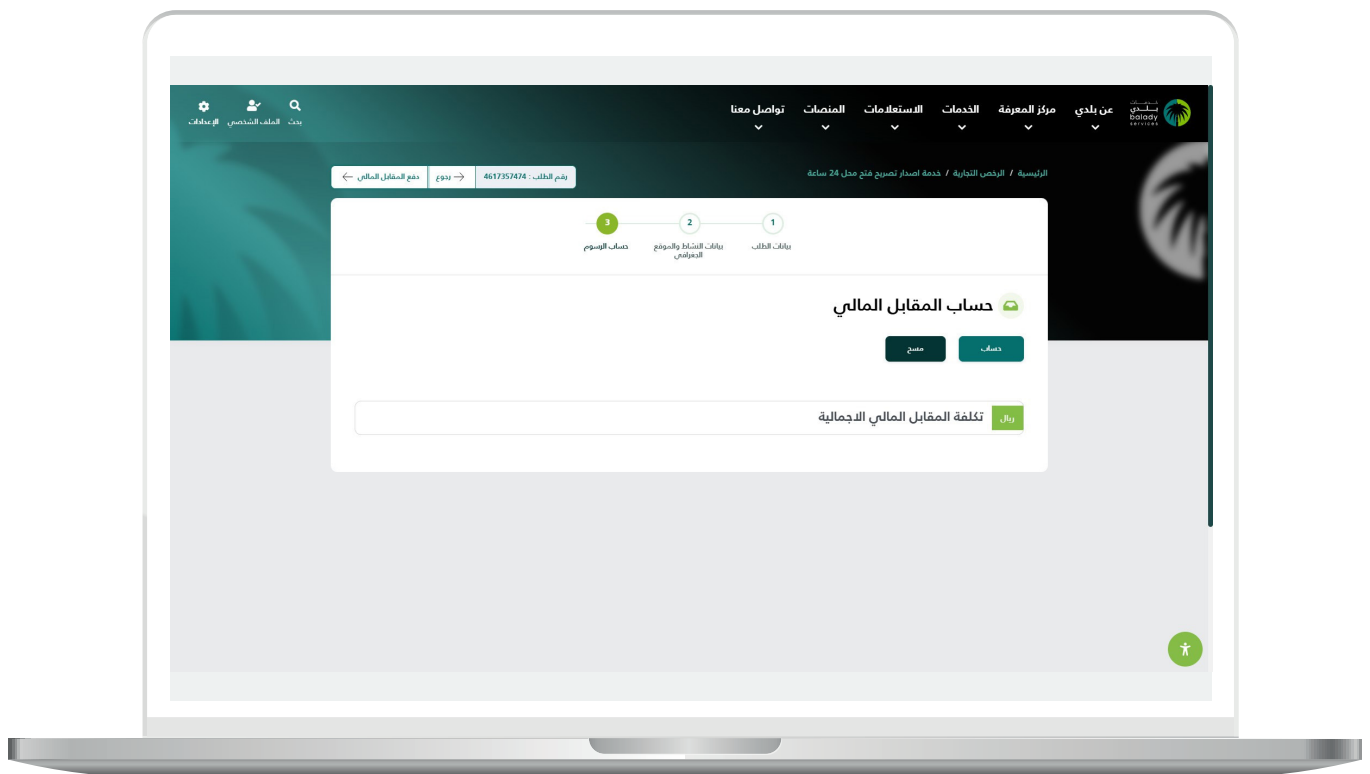 خدمات
بلدي
balady
services
عن بلدي
مركز المعرفة
الخدمات
الاستعلامات
المنصات
تواصل معنا
بحث
الملف الشخصي
الإعدادات
الرئيسية / الرخص التجارية / خدمة اصدار تصريح فتح محل 24 ساعة
رقم الطلب : 4617357474
رجوع
دفع المقابل المالي
1
بيانات الطلب
2
بيانات النشاط والموقع
الجغرافي
3
حساب الرسوم
حساب المقابل المالي
حساب
مسح
ريال
تكلفة المقابل المالي الاجمالية